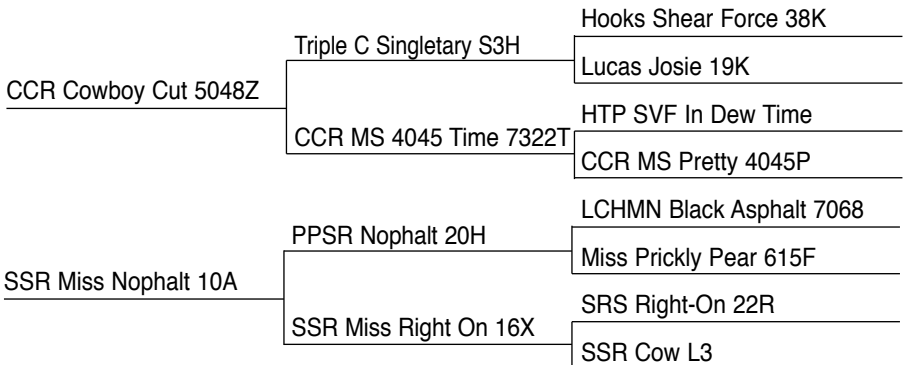 Hooks Shear Force 38K
Triple C Singletary S3H
Lucas Josie 19K
CCR Cowboy Cut 5048Z
HTP SVF In Dew Time
CCR MS 4045 Time 7322T
CCR MS Pretty 4045P
LCHMN Black Asphalt 7068
PPSR Nophalt 20H
Miss Prickly Pear 615F
SSR Miss Nophalt 10A
SRS Right-On 22R
SSR Miss Right On 16X
SSR Cow L3